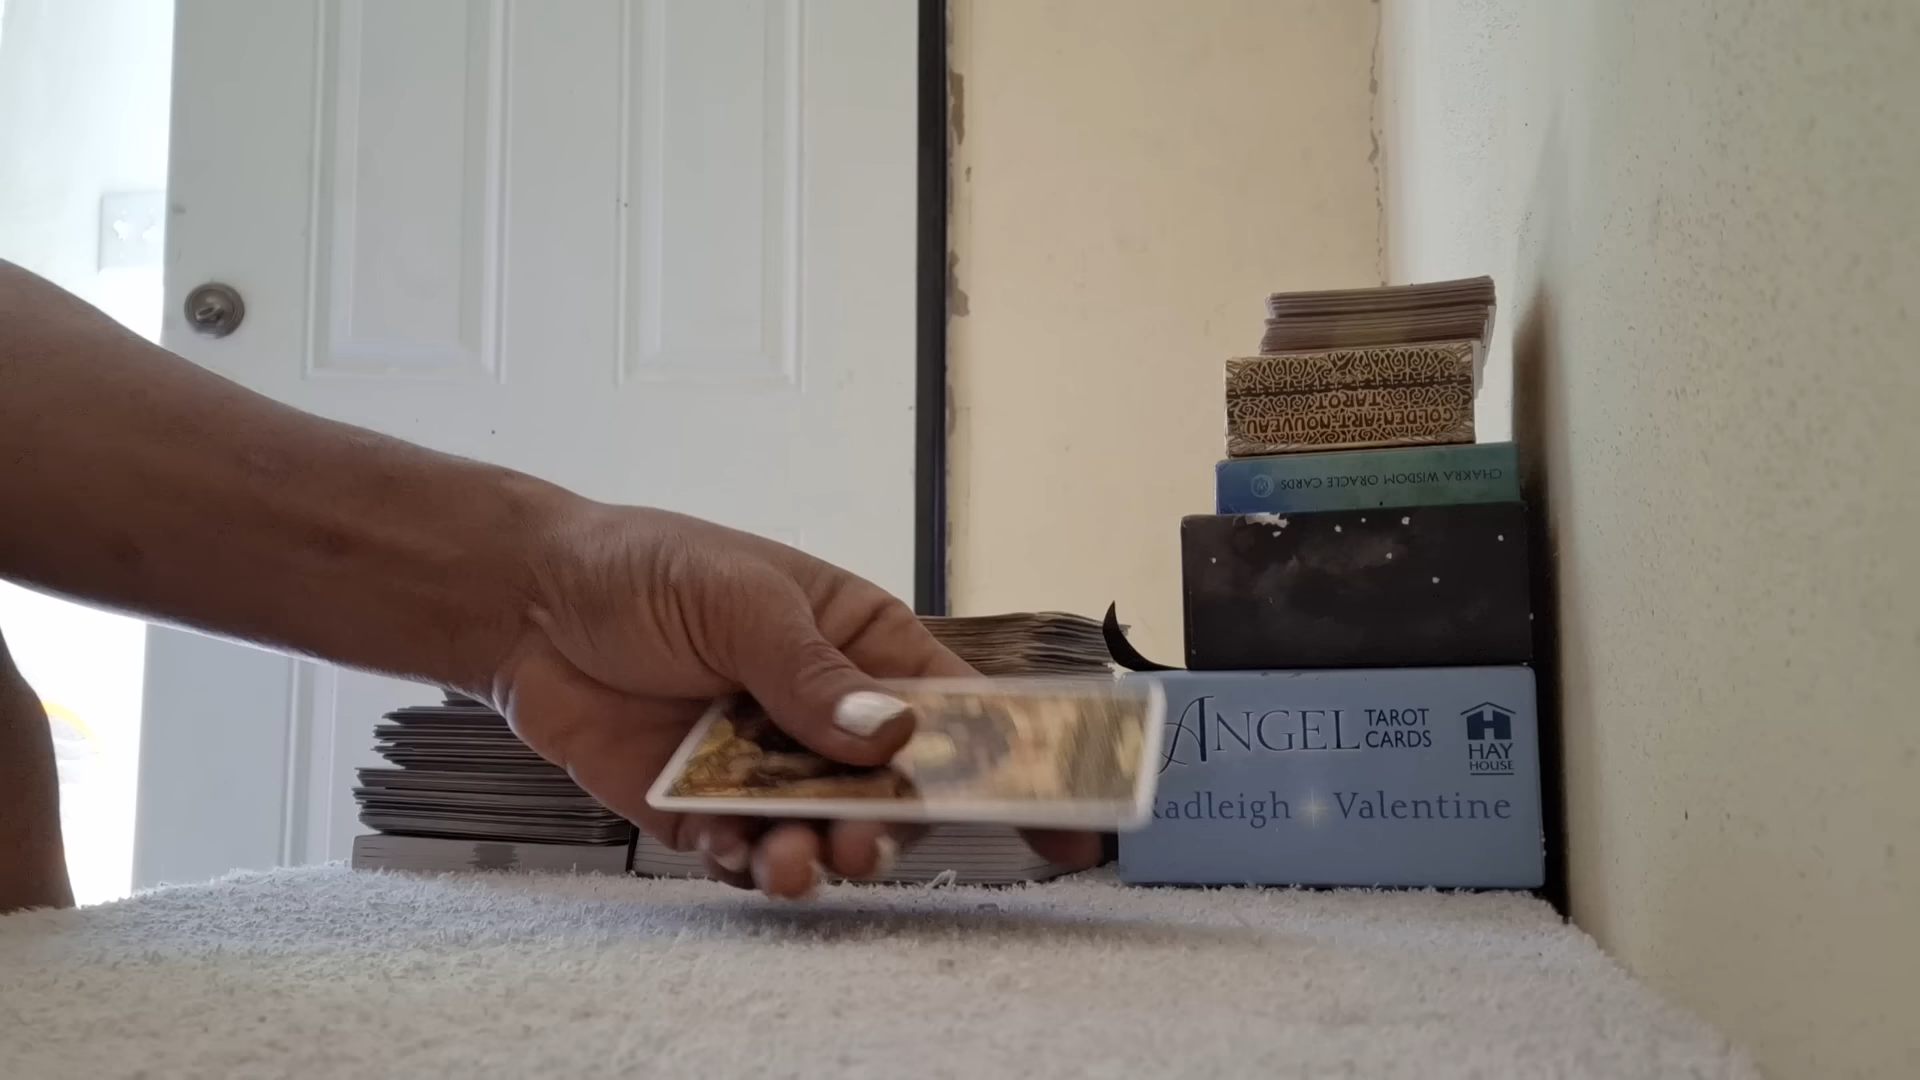 GOLDEN ART NOUVEAU
TAROT
CHAKRA WISDOM ORACLE CARDS
ANGEL TAROT
CARDS
HAY
HOUSE
Radleigh Valentine